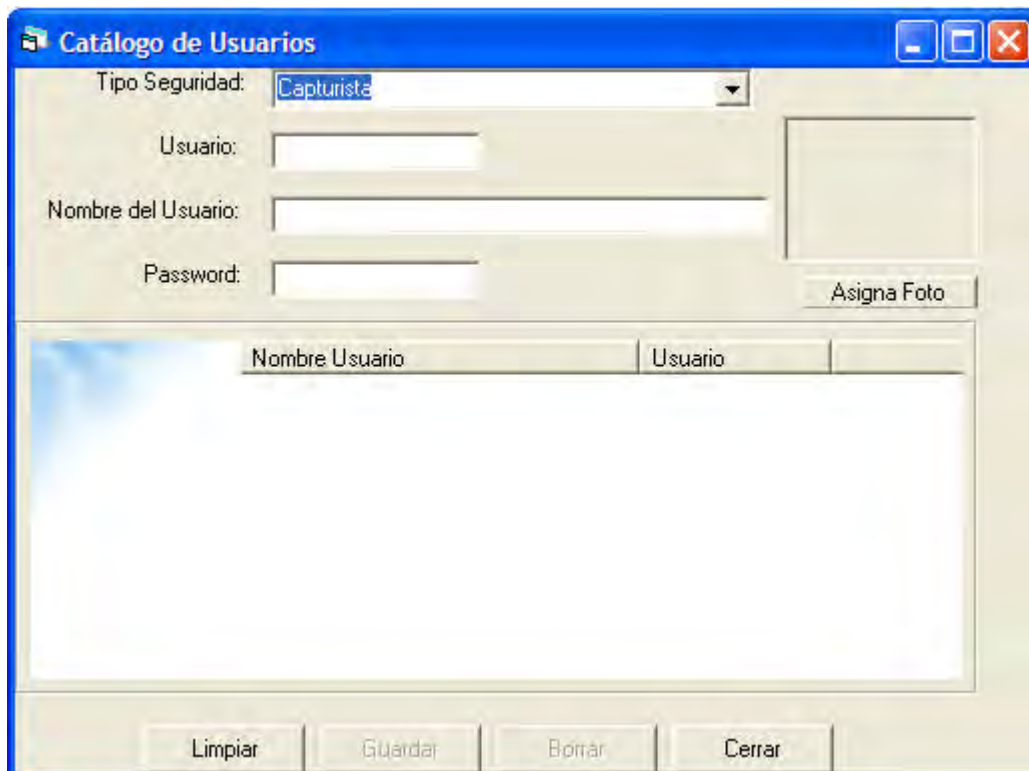 Catálogo de Usuarios
Tipo Seguridad: Capturista
Usuario:
Nombre del Usuario:
Password:
Asigna Foto
Nombre Usuario Usuario
Limpiar Guardar Borrar Cerrar